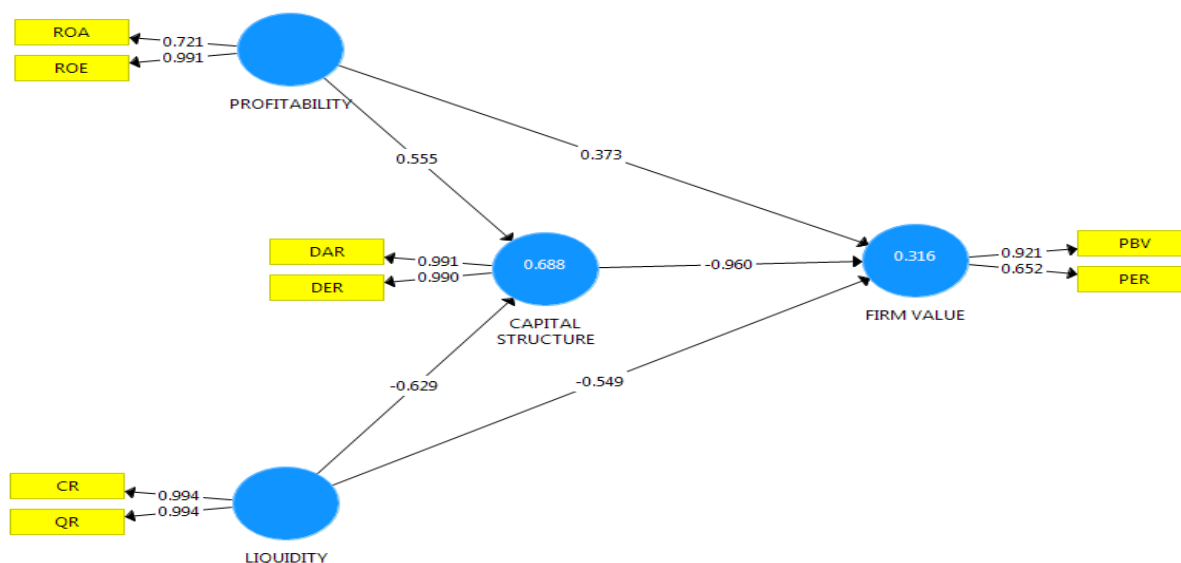 ROA
0.721
ROE
0.991
PROFITABILITY
0.555
0.373
DAR
0.991
DER
0.990
0.688
CAPITAL
STRUCTURE
-0.960
0.316
FIRM VALUE
0.921
PBV
0.652
PER
-0.629
-0.549
CR
0.994
QR
0.994
LIQUIDITY